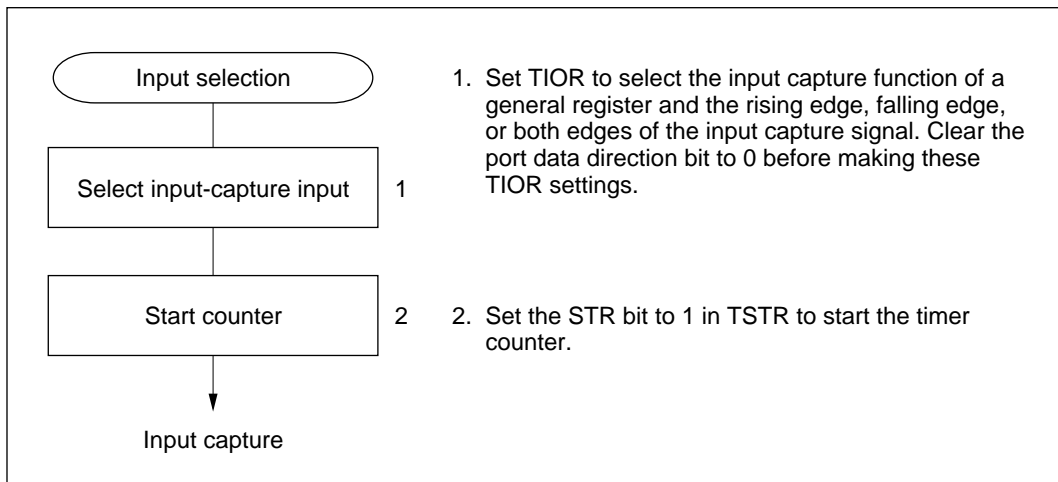 Input selection
Select input-capture input 1
Start counter 2
Input capture
1. Set TIOR to select the input capture function of a
general register and the rising edge, falling edge,
or both edges of the input capture signal. Clear the
port data direction bit to 0 before making these
TIOR settings.
2. Set the STR bit to 1 in TSTR to start the timer
counter.